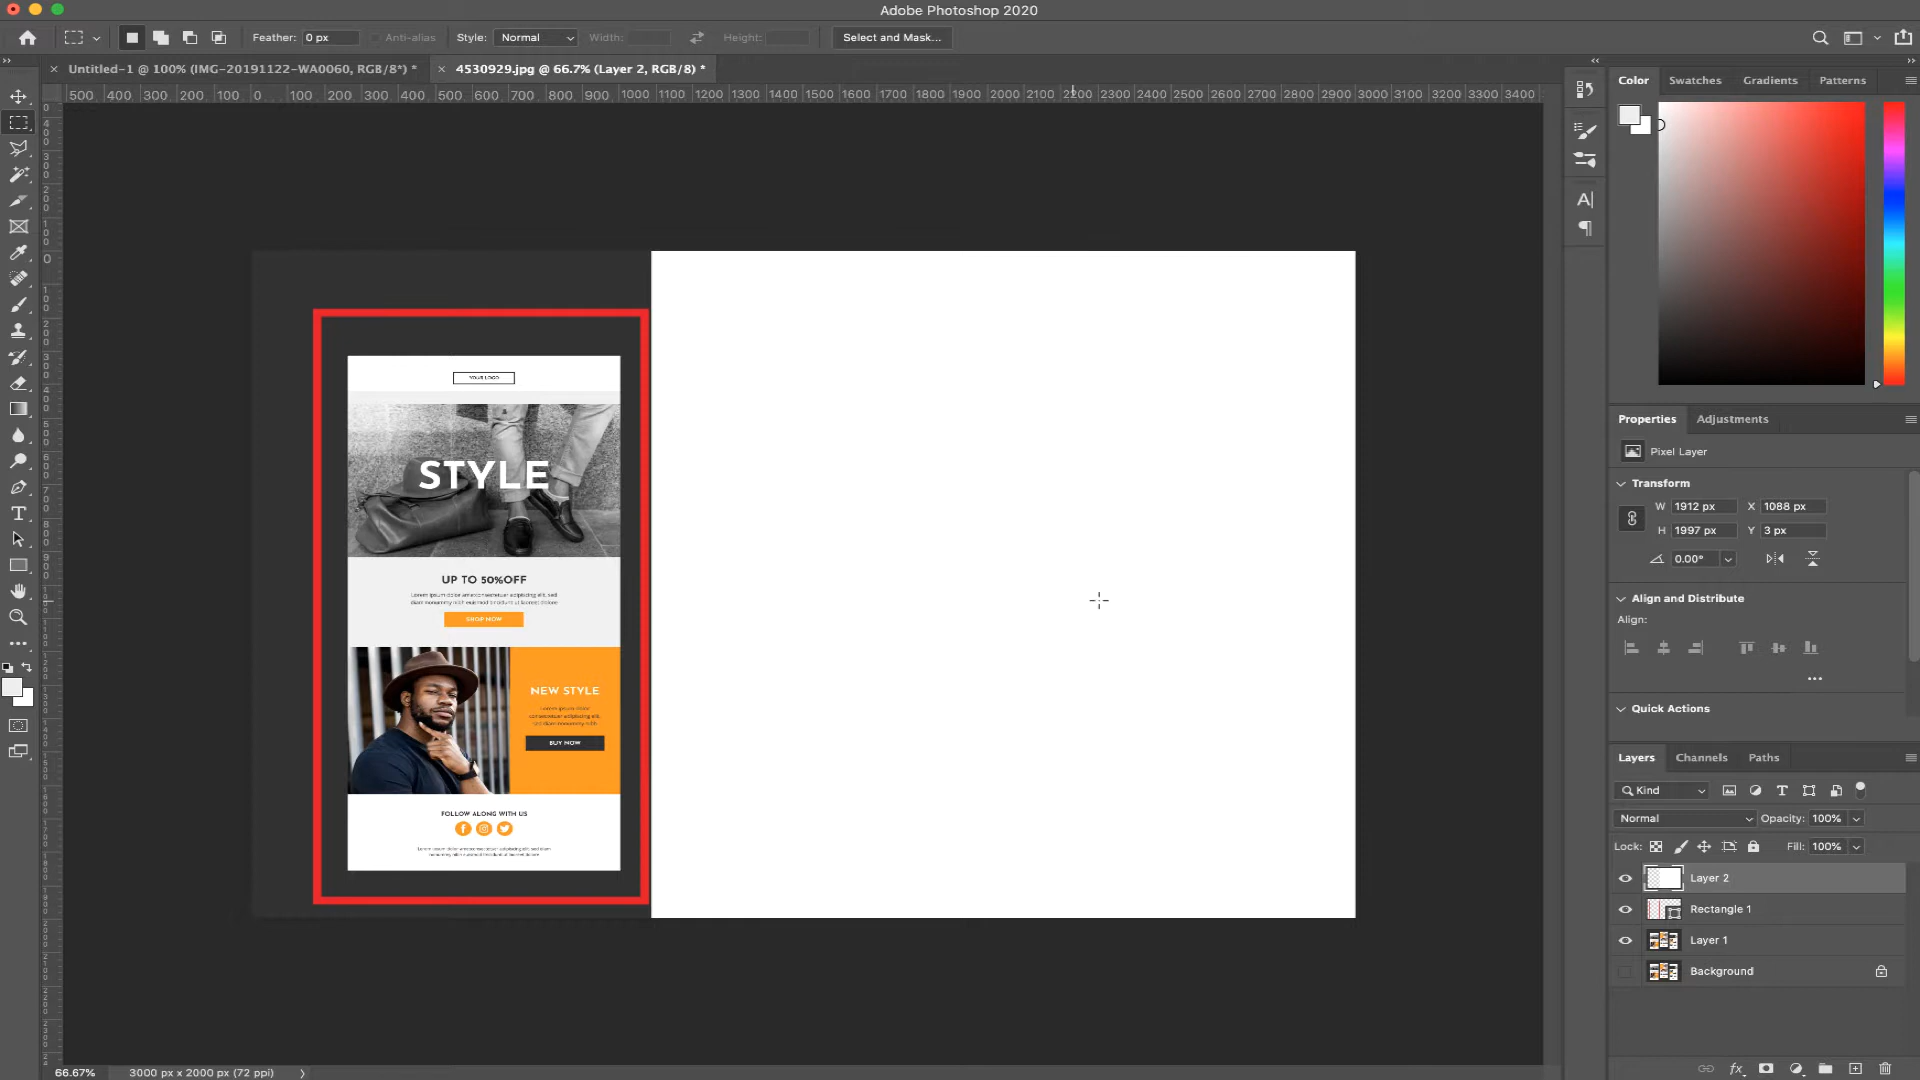 Adobe Photoshop 2020
Feather: 0 px Anti-alias Style: Normal Width: Height: Select and Mask...
Untitled-1 @ 100% (IMG-20191122-WA0060, RGB/8*) *
4530929.jpg @ 66.7% (Layer 2, RGB/8) *
500 400 300 200 100 0 100 200 300 400 500 600 700 800 900 1000 1100 1200 1300 1400 1500 1600 1700 1800 1900 2000 2100 2200 2300 2400 2500 2600 2700 2800 2900 3000 3100 3200 3300 3400
YOUR LOGO
STYLE
UP TO 50%OFF
SHOP NOW
NEW STYLE
BUY NOW
FOLLOW ALONG WITH US
Color Swatches Gradients Patterns
Properties Adjustments
Pixel Layer
Transform
W 1912 px X 1088 px
H 1997 px Y 3 px
0.00°
Align and Distribute
Align:
Quick Actions
Layers Channels Paths
Kind
Normal Opacity: 100%
Lock: Fill: 100%
Layer 2
Rectangle 1
Layer 1
Background
66.67% 3000 px x 2000 px (72 ppi)